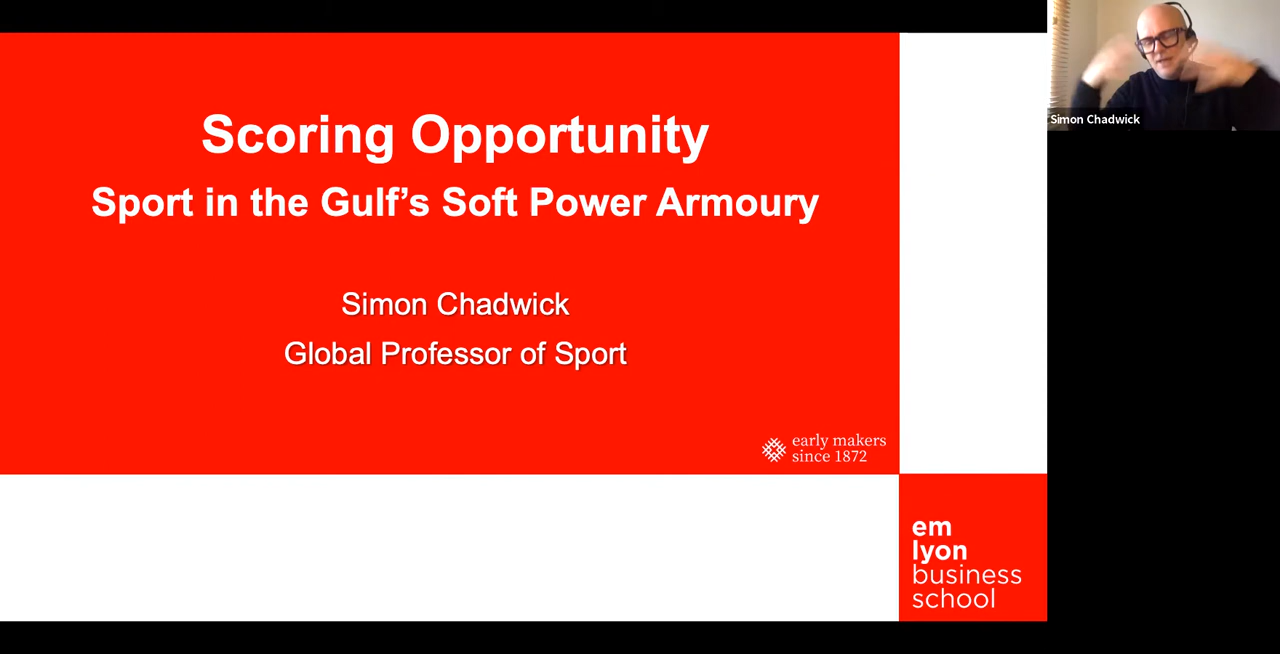 Scoring Opportunity
Sport in the Gulf’s Soft Power Armoury
Simon Chadwick
Global Professor of Sport
early makers
since 1872
em
lyon
business
school
Simon Chadwick